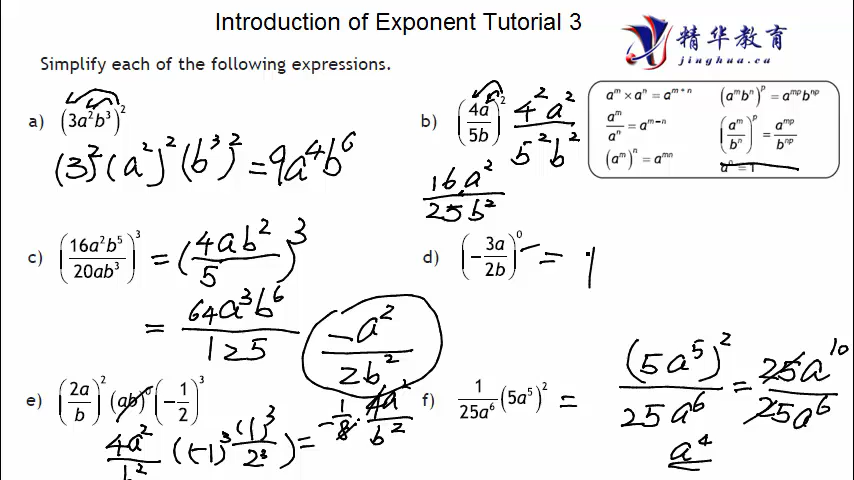 Introduction of Exponent Tutorial 3
精华教育
jinghua.ca
Simplify each of the following expressions.
a) (3a²b³)²
(3)² (a²)² (b³)² = 9a⁴b⁶
b) (4a/5b)² 4²a²/5²b²
16a²/25b²
aᵐ × aⁿ = aᵐ⁺ⁿ
(aᵐbⁿ)ᵖ = aᵐᵖbⁿᵖ
aᵐ/aⁿ = aᵐ⁻ⁿ
(aᵐ/bⁿ)ᵖ = aᵐᵖ/bⁿᵖ
(aᵐ)ⁿ = aᵐⁿ
c) (16a²b⁵/20ab³)³ = (4ab²/5)³
= 64a³b⁶/125
d) (-3a/2b)⁰ = 1
e) (2a/b)² (ab)⁰ (-1/2)³
4a²/b² ((-1)³ (1)³/2³) = -1/8 · 4a²/b²
-a²/2b²
f) 1/25a⁶ (5a⁵)² = (5a⁵)²/25a⁶ = 25a¹⁰/25a⁶
a⁴